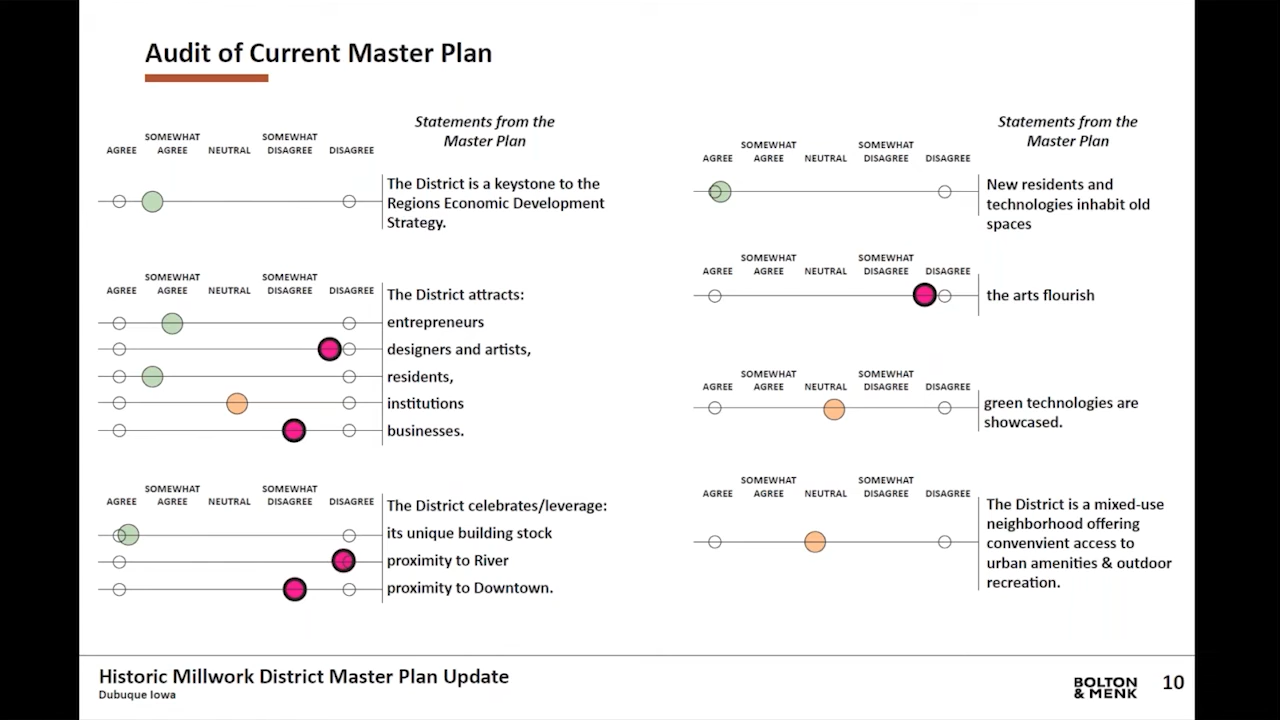 Audit of Current Master Plan
Statements from the
Master Plan
AGREE SOMEWHAT AGREE NEUTRAL SOMEWHAT DISAGREE DISAGREE
The District is a keystone to the
Regions Economic Development
Strategy.
AGREE SOMEWHAT AGREE NEUTRAL SOMEWHAT DISAGREE DISAGREE
The District attracts:
entrepreneurs
designers and artists,
residents,
institutions
businesses.
AGREE SOMEWHAT AGREE NEUTRAL SOMEWHAT DISAGREE DISAGREE
The District celebrates/leverage:
its unique building stock
proximity to River
proximity to Downtown.
Statements from the
Master Plan
AGREE SOMEWHAT AGREE NEUTRAL SOMEWHAT DISAGREE DISAGREE
New residents and
technologies inhabit old
spaces
AGREE SOMEWHAT AGREE NEUTRAL SOMEWHAT DISAGREE DISAGREE
the arts flourish
AGREE SOMEWHAT AGREE NEUTRAL SOMEWHAT DISAGREE DISAGREE
green technologies are
showcased.
AGREE SOMEWHAT AGREE NEUTRAL SOMEWHAT DISAGREE DISAGREE
The District is a mixed-use
neighborhood offering
convenvient access to
urban amenities & outdoor
recreation.
Historic Millwork District Master Plan Update
Dubuque Iowa
BOLTON
& MENK
10